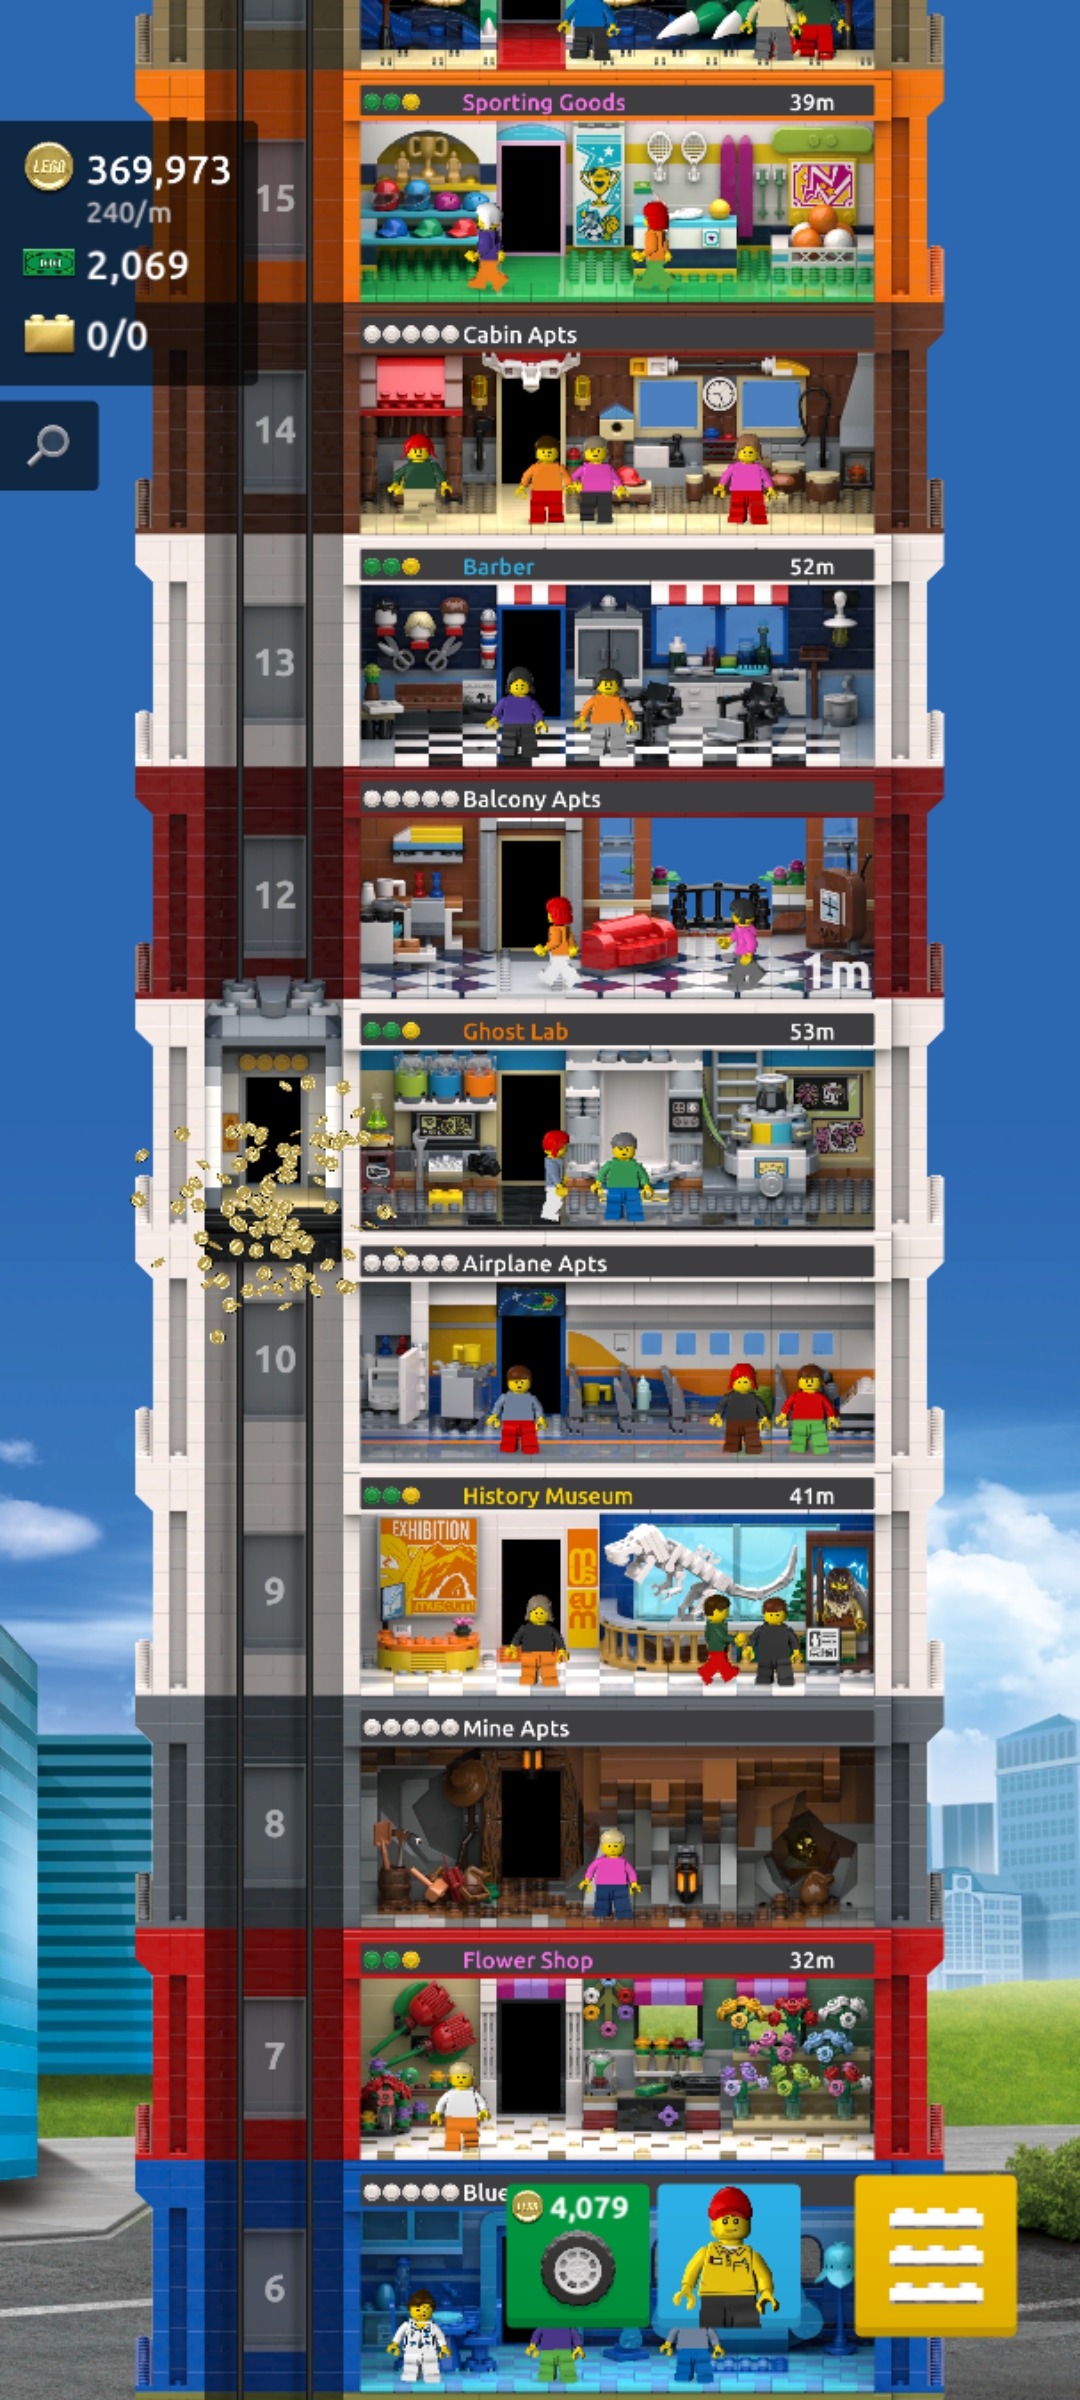 Sporting Goods 39m
LEGO 369,973
240/m
2,069
0/0
15
Cabin Apts
14
Barber 52m
13
Balcony Apts
12
1m
Ghost Lab 53m
Airplane Apts
10
History Museum 41m
EXHIBITION
MUSEUM
9
Mine Apts
8
Flower Shop 32m
7
Blue
LEGO 4,079
6